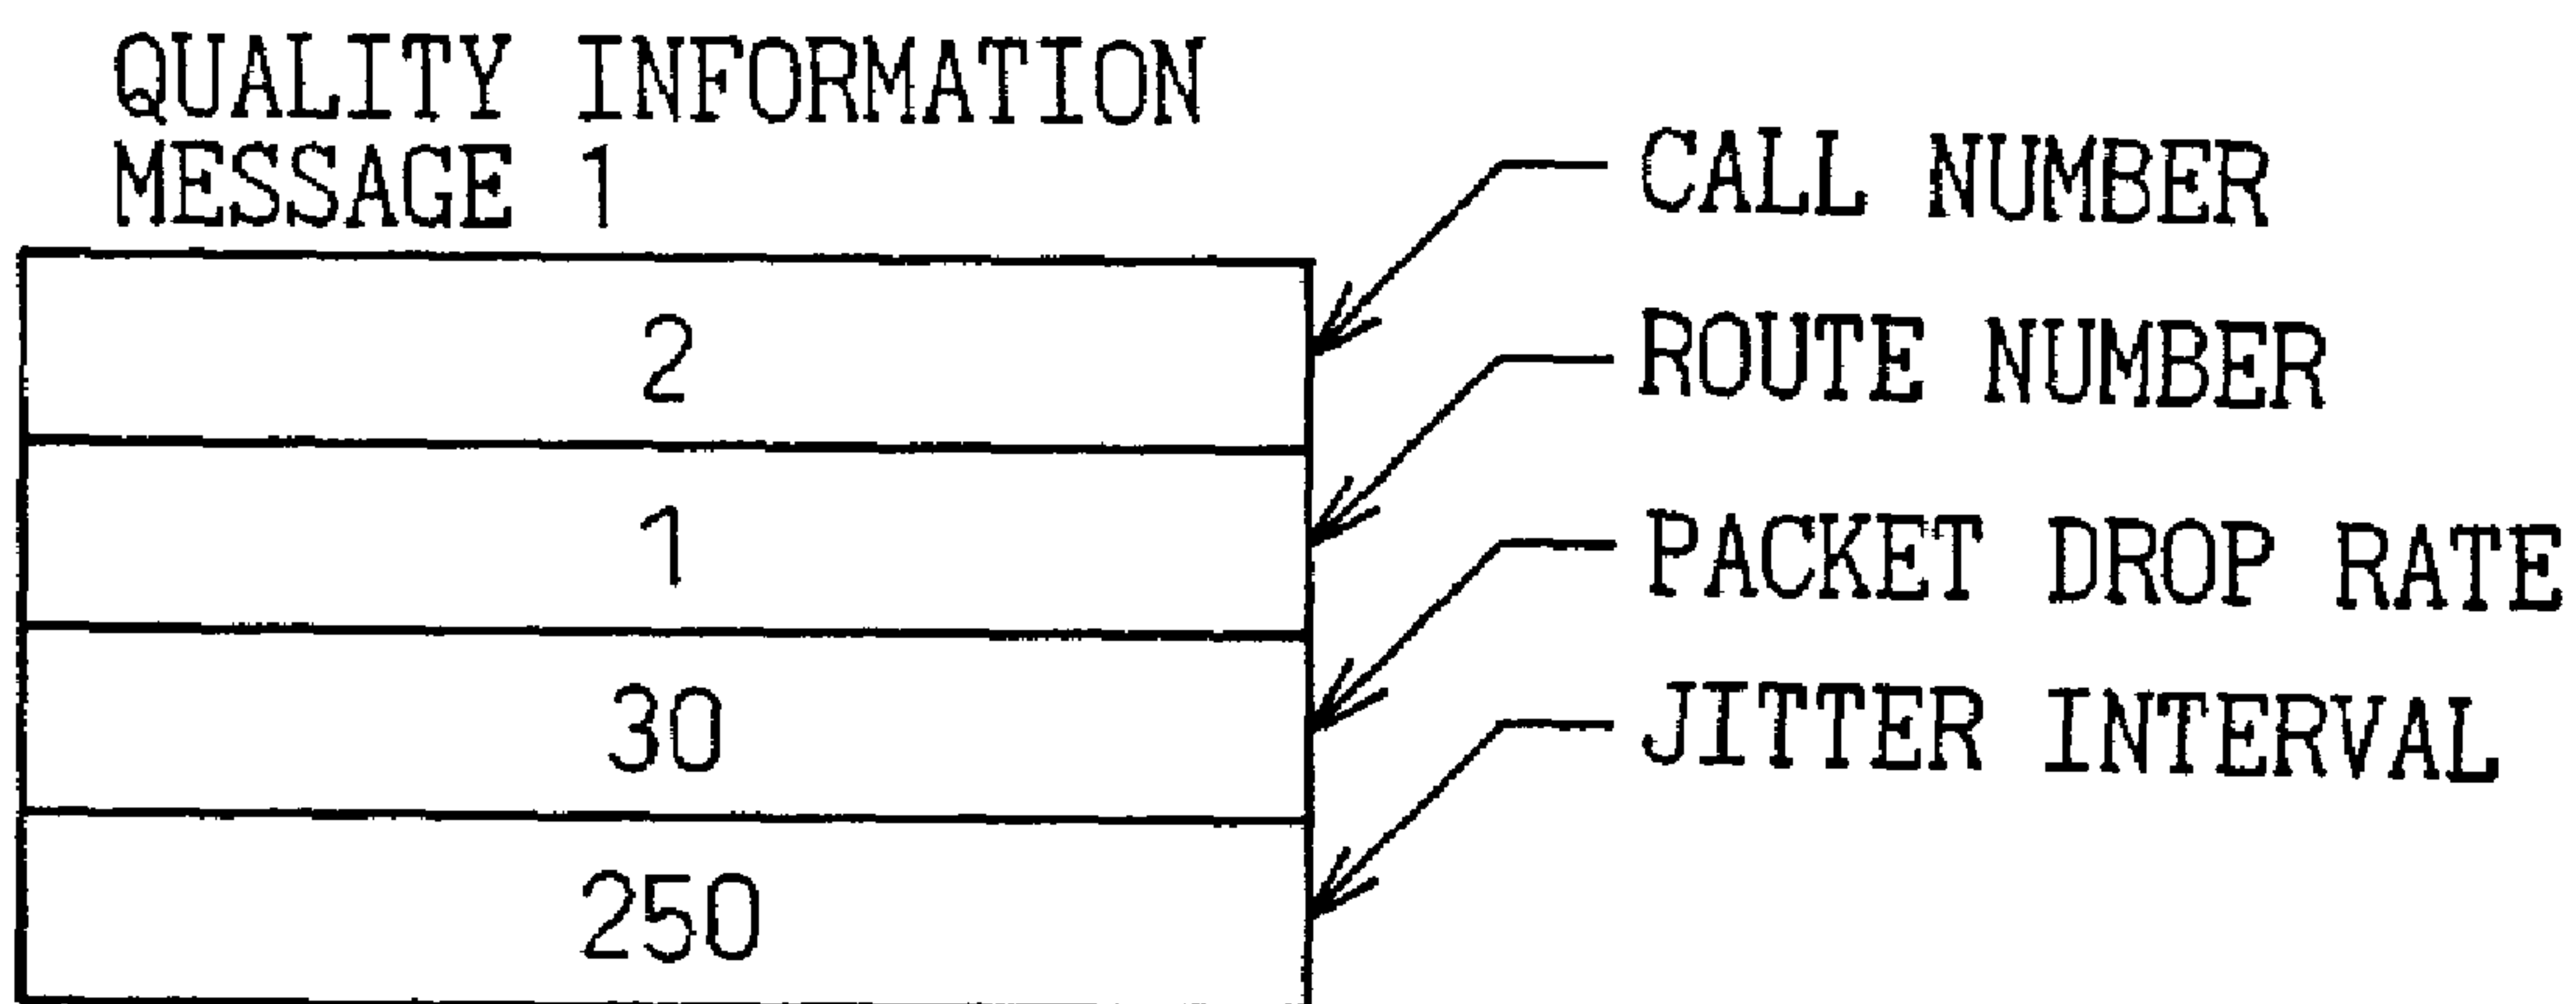 QUALITY INFORMATION
MESSAGE 1
CALL NUMBER
2
ROUTE NUMBER
1
PACKET DROP RATE
30
JITTER INTERVAL
250